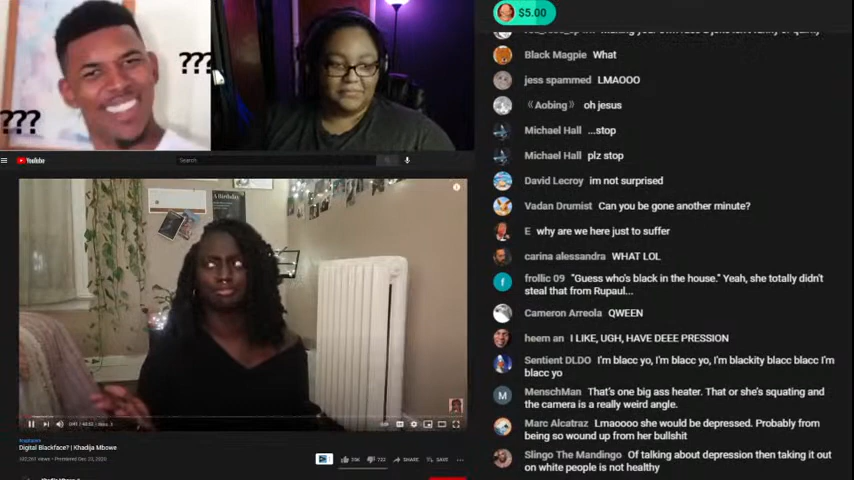 $5.00
Black Magpie What
???
jess spammed LMAOOO
《Aobing》 oh jesus
???
Michael Hall ...stop
Michael Hall plz stop
YouTube
Search
David Lecroy im not surprised
Vadan Drumist Can you be gone another minute?
E why are we here just to suffer
carina alessandra WHAT LOL
frollic 09 "Guess who's black in the house." Yeah, she totally didn't
steal that from Rupaul...
Cameron Arreola QWEEN
heem an I LIKE, UGH, HAVE DEEE PRESSION
Sentient DLDO I'm blacc yo, I'm blacc yo, I'm blackity blacc blacc I'm
blacc yo
MenschMan That's one big ass heater. That or she's squating and
the camera is a really weird angle.
Marc Alcatraz Lmaoooo she would be depressed. Probably from
being so wound up from her bullshit
Digital Blackface? | Khadija Mbowe
SHARE
SAVE
Slingo The Mandingo Of talking about depression then taking it out
on white people is not healthy